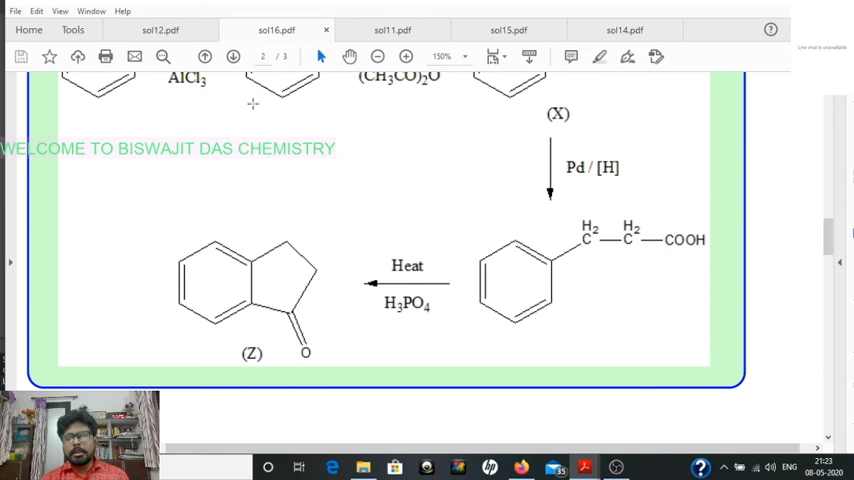 File Edit View Window Help
sol12.pdf sol16.pdf × sol11.pdf sol15.pdf sol14.pdf
Home Tools
2 / 3 150%
AlCl3 (CH3CO)2O
(X)
WELCOME TO BISWAJIT DAS CHEMISTRY
Pd / [H]
H2 H2
C C COOH
Heat
H3PO4
(Z) O
35 ENG 21:23
08-05-2020